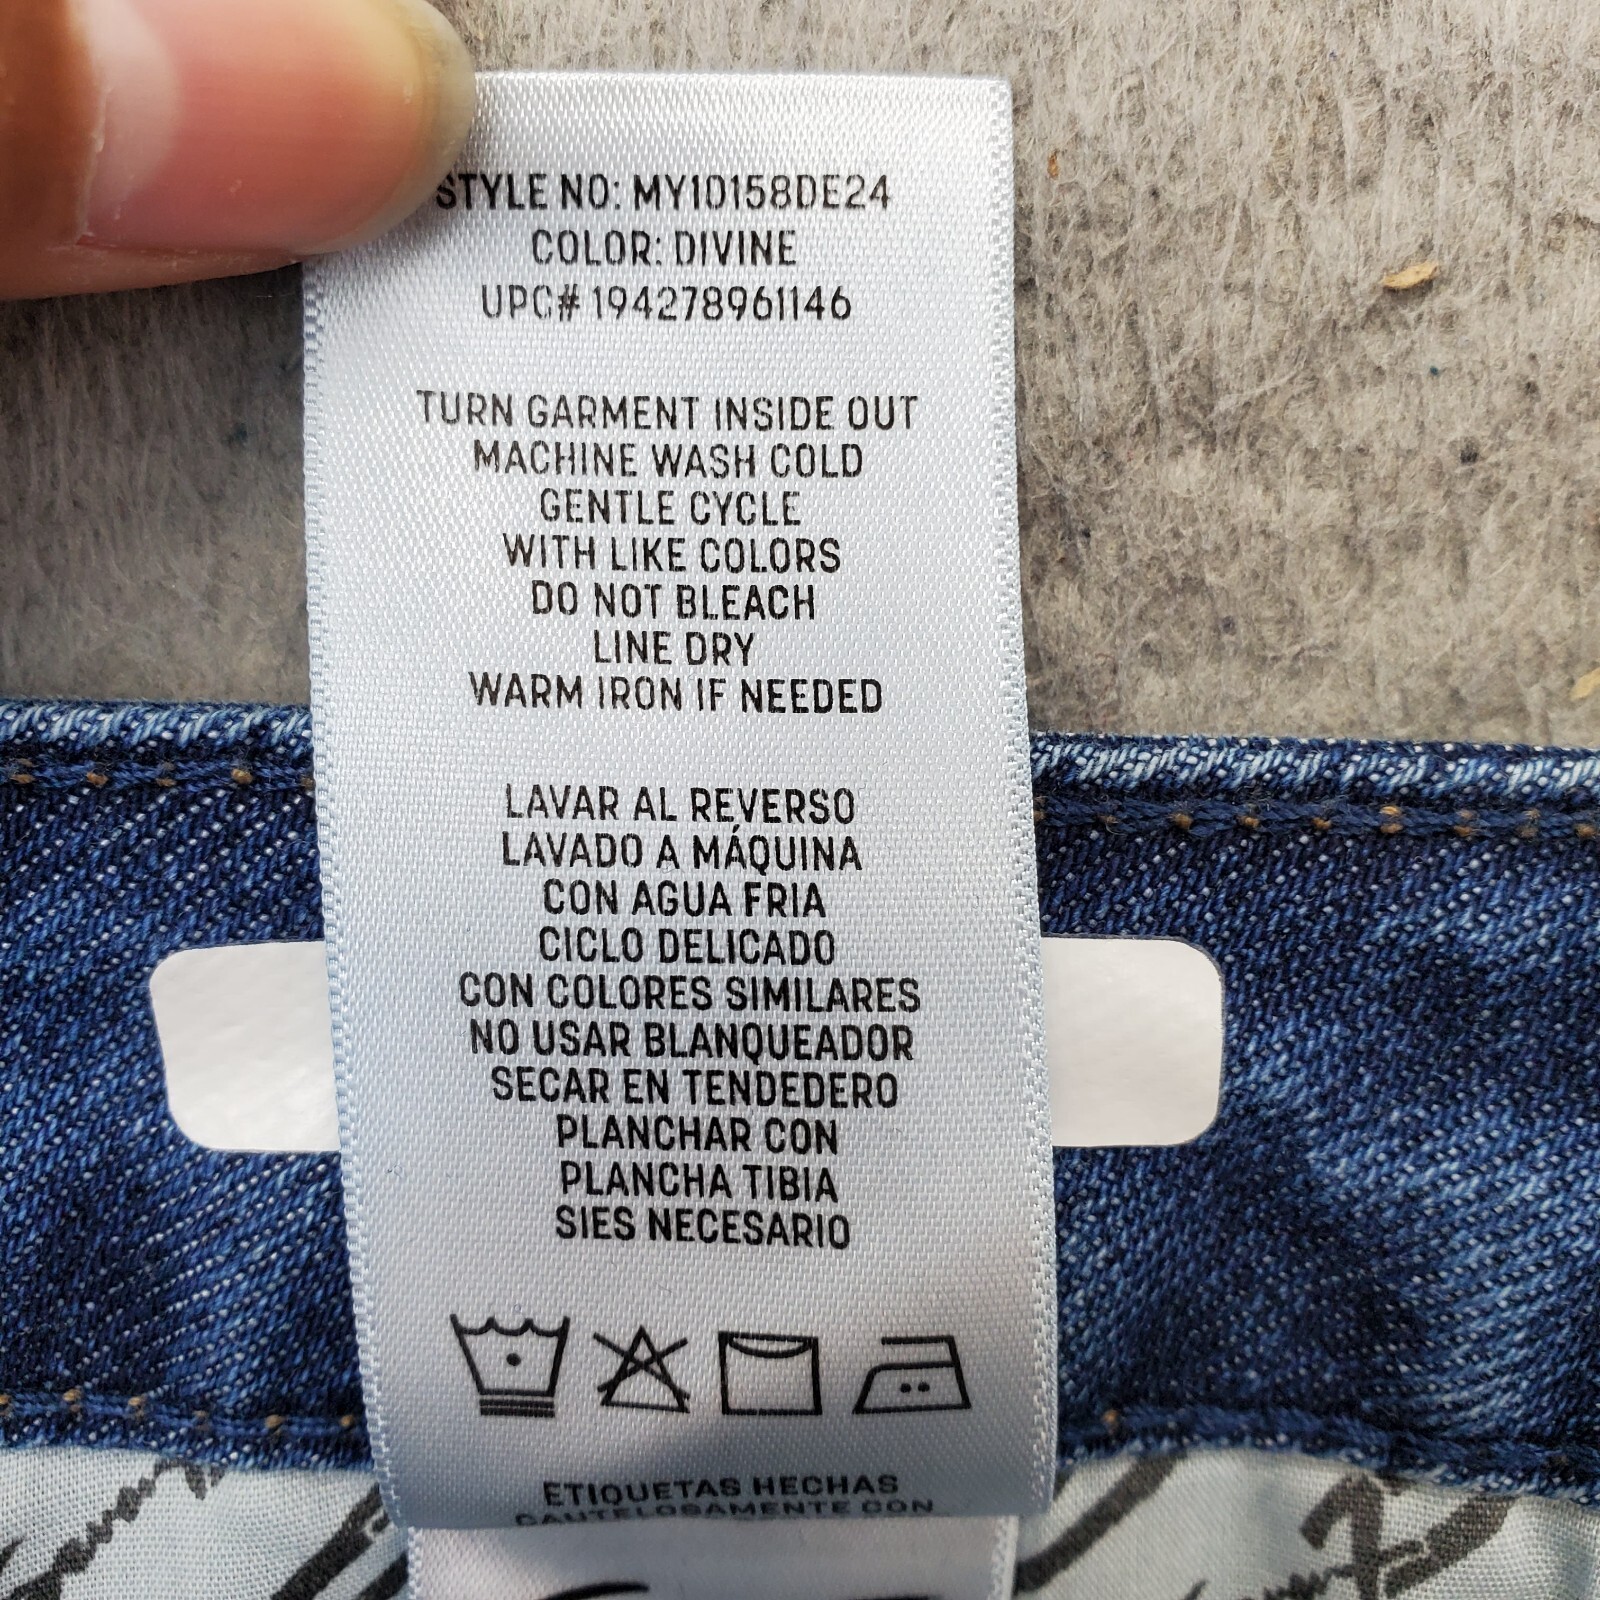 STYLE NO: MY10158DE24
COLOR: DIVINE
UPC# 194278961146
TURN GARMENT INSIDE OUT
MACHINE WASH COLD
GENTLE CYCLE
WITH LIKE COLORS
DO NOT BLEACH
LINE DRY
WARM IRON IF NEEDED
LAVAR AL REVERSO
LAVADO A MÁQUINA
CON AGUA FRIA
CICLO DELICADO
CON COLORES SIMILARES
NO USAR BLANQUEADOR
SECAR EN TENDEDERO
PLANCHAR CON
PLANCHA TIBIA
SIES NECESARIO
ETIQUETAS HECHAS
CAUTELOSAMENTE CON